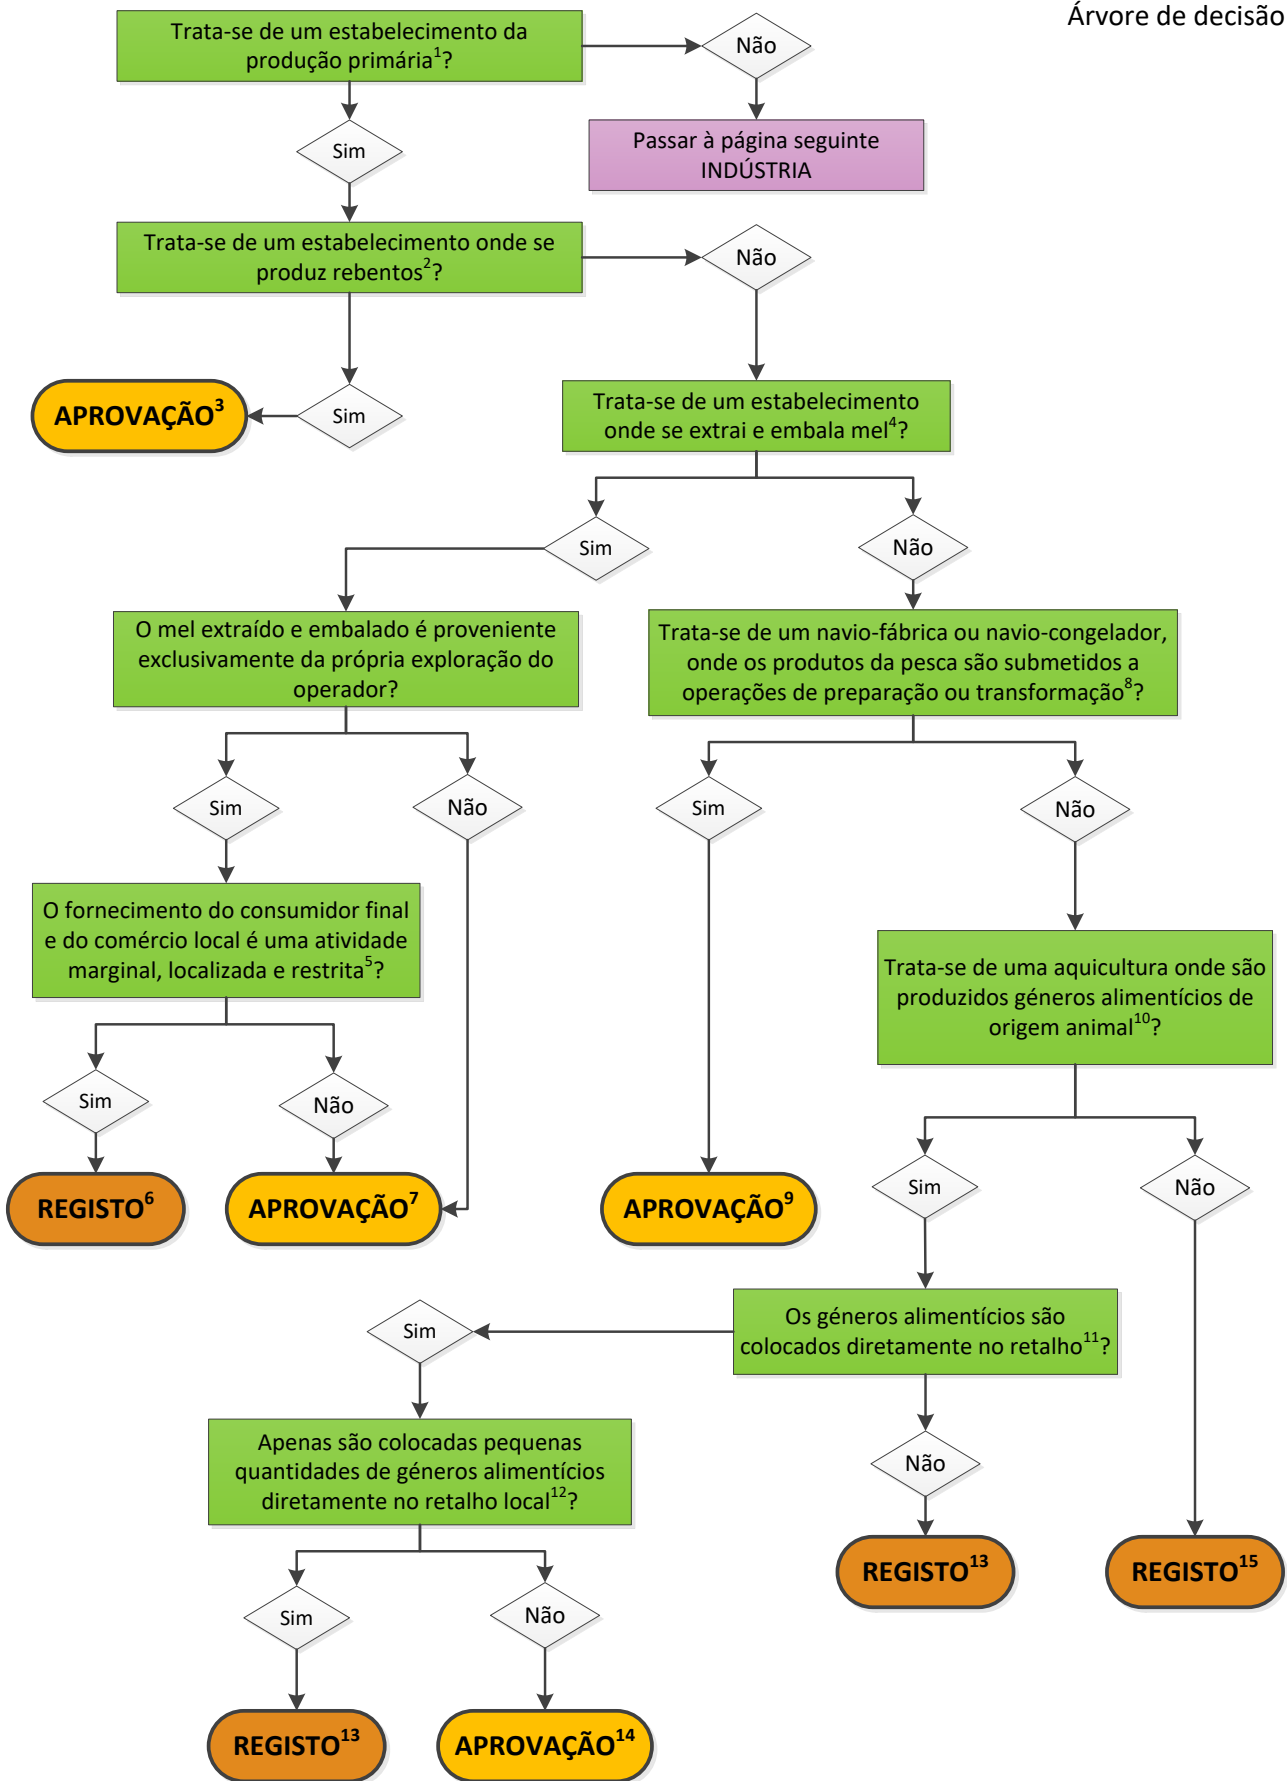 Árvore de decisão
Trata-se de um estabelecimento da
produção primária¹?
Não
Sim
Passar à página seguinte
INDÚSTRIA
Trata-se de um estabelecimento onde se
produz rebentos²?
Não
Sim
APROVAÇÃO³
Trata-se de um estabelecimento
onde se extrai e embala mel⁴?
Sim
Não
O mel extraído e embalado é proveniente
exclusivamente da própria exploração do
operador?
Trata-se de um navio-fábrica ou navio-congelador,
onde os produtos da pesca são submetidos a
operações de preparação ou transformação⁸?
Sim
Não
Sim
Não
O fornecimento do consumidor final
e do comércio local é uma atividade
marginal, localizada e restrita⁵?
Trata-se de uma aquicultura onde são
produzidos géneros alimentícios de
origem animal¹⁰?
Sim
Não
Sim
Não
REGISTO⁶
APROVAÇÃO⁷
APROVAÇÃO⁹
Os géneros alimentícios são
colocados diretamente no retalho¹¹?
Sim
Apenas são colocadas pequenas
quantidades de géneros alimentícios
diretamente no retalho local¹²?
Não
REGISTO¹³
REGISTO¹⁵
Sim
Não
REGISTO¹³
APROVAÇÃO¹⁴